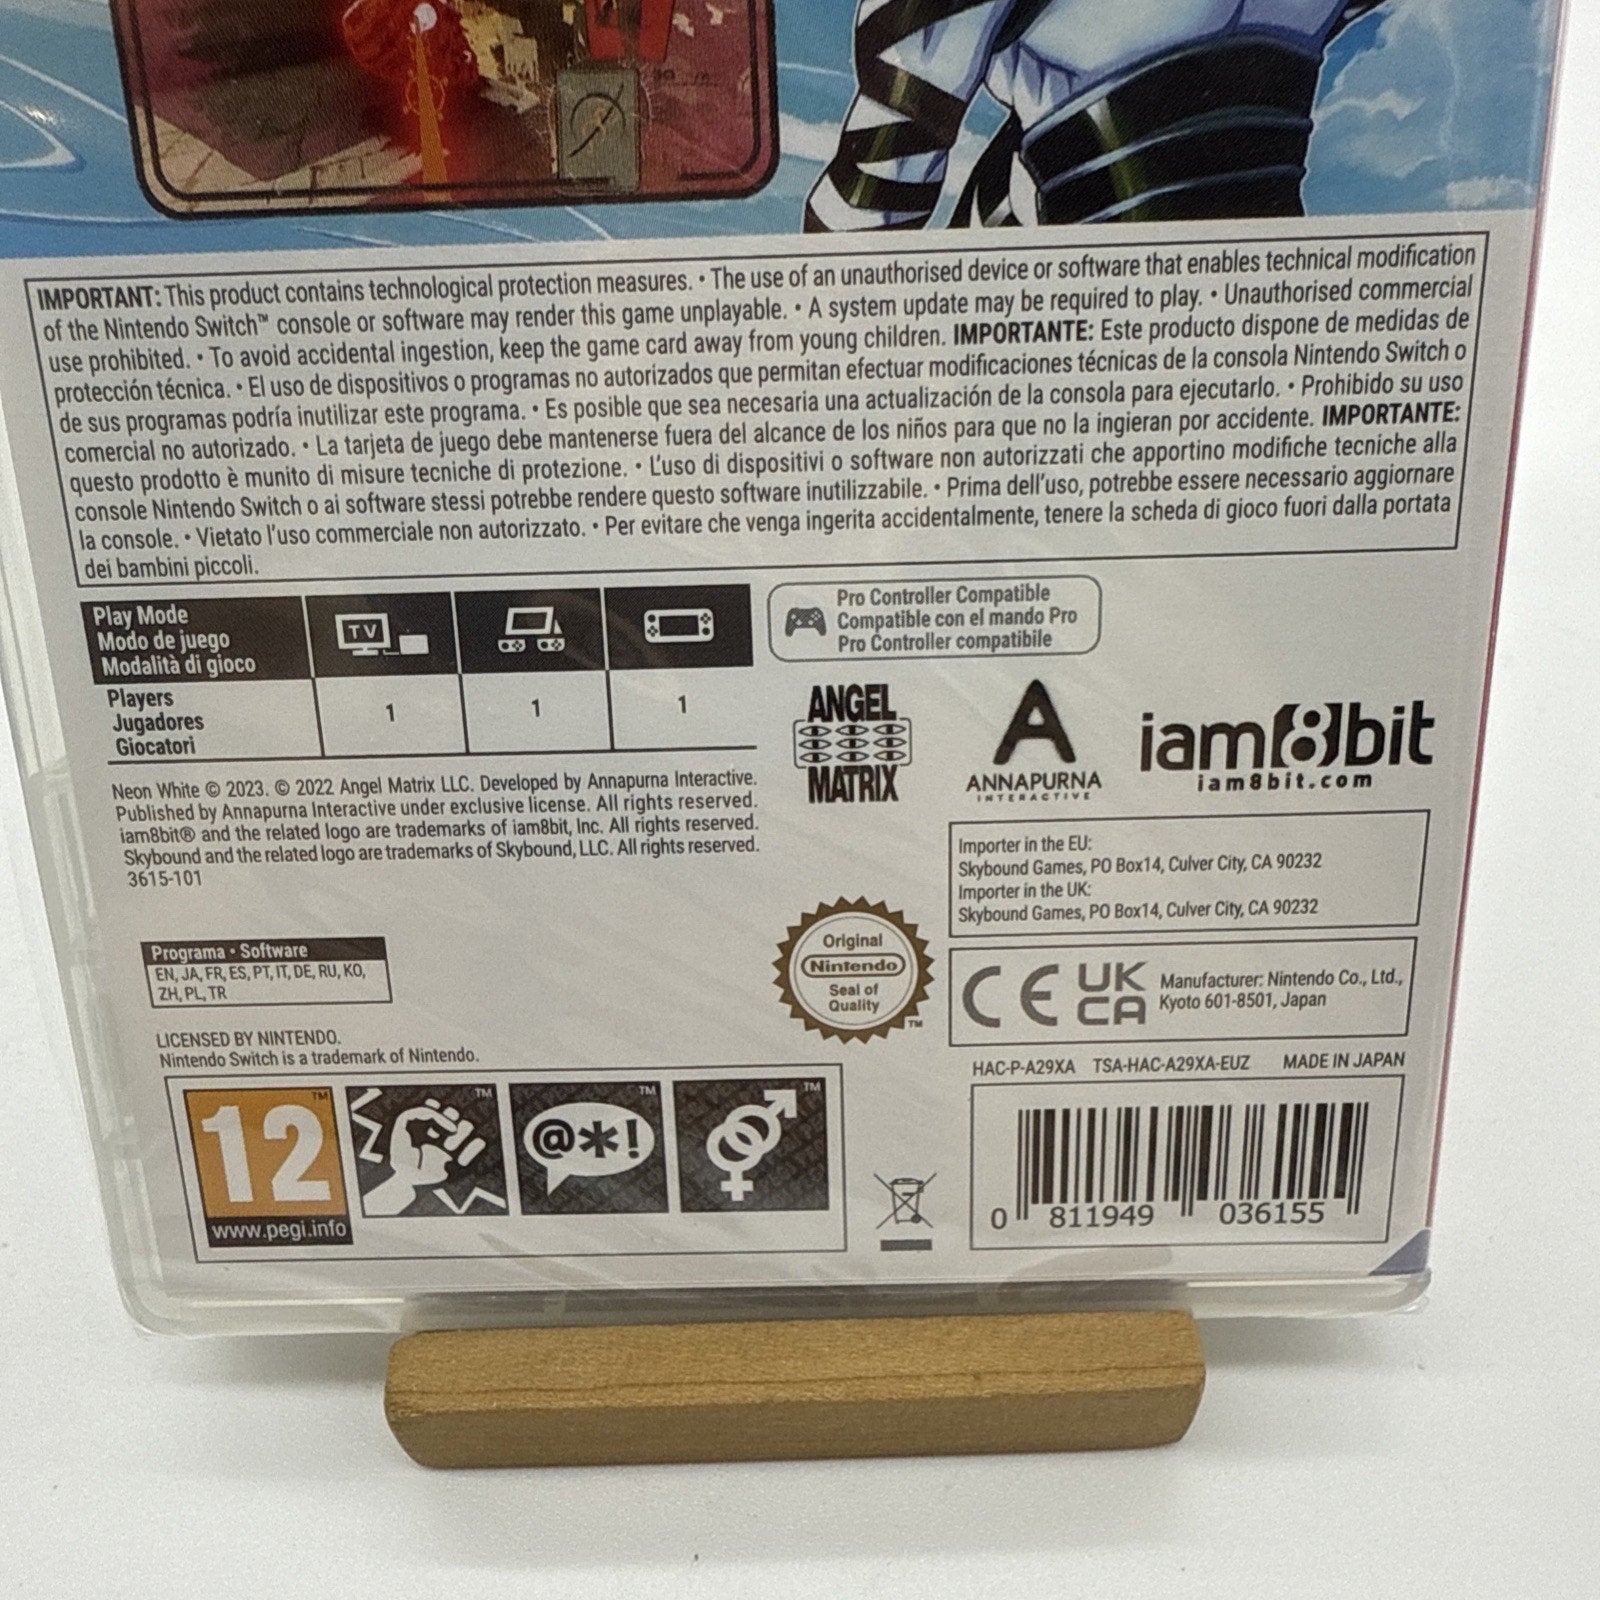 IMPORTANT: This product contains technological protection measures. • The use of an unauthorised device or software that enables technical modification
of the Nintendo Switch™ console or software may render this game unplayable. • A system update may be required to play. • Unauthorised commercial
use prohibited. • To avoid accidental ingestion, keep the game card away from young children. IMPORTANTE: Este producto dispone de medidas de
protección técnica. • El uso de dispositivos o programas no autorizados que permitan efectuar modificaciones técnicas de la consola Nintendo Switch o
de sus programas podría inutilizar este programa. • Es posible que sea necesaria una actualización de la consola para ejecutarlo. • Prohibido su uso
comercial no autorizado. • La tarjeta de juego debe mantenerse fuera del alcance de los niños para que no la ingieran por accidente. IMPORTANTE:
questo prodotto è munito di misure tecniche di protezione. • L'uso di dispositivi o software non autorizzati che apportino modifiche tecniche alla
console Nintendo Switch o ai software stessi potrebbe rendere questo software inutilizzabile. • Prima dell'uso, potrebbe essere necessario aggiornare
la console. • Vietato l'uso commerciale non autorizzato. • Per evitare che venga ingerita accidentalmente, tenere la scheda di gioco fuori dalla portata
dei bambini piccoli.
Play Mode
Modo de juego
Modalità di gioco
TV
Players
Jugadores
Giocatori
1 1 1
Pro Controller Compatible
Compatible con el mando Pro
Pro Controller compatibile
ANGEL
MATRIX
A
ANNAPURNA
INTERACTIVE
iam8bit
iam8bit.com
Neon White © 2023. © 2022 Angel Matrix LLC. Developed by Annapurna Interactive.
Published by Annapurna Interactive under exclusive license. All rights reserved.
iam8bit® and the related logo are trademarks of iam8bit, Inc. All rights reserved.
Skybound and the related logo are trademarks of Skybound, LLC. All rights reserved.
3615-101
Importer in the EU:
Skybound Games, PO Box14, Culver City, CA 90232
Importer in the UK:
Skybound Games, PO Box14, Culver City, CA 90232
Programa • Software
EN, JA, FR, ES, PT, IT, DE, RU, KO,
ZH, PL, TR
Original
Nintendo
Seal of
Quality
™
CE
UK
CA
Manufacturer: Nintendo Co., Ltd.,
Kyoto 601-8501, Japan
LICENSED BY NINTENDO.
Nintendo Switch is a trademark of Nintendo.
HAC-P-A29XA TSA-HAC-A29XA-EUZ MADE IN JAPAN
12 ™
www.pegi.info
™
@*! ™
™
0 811949 036155